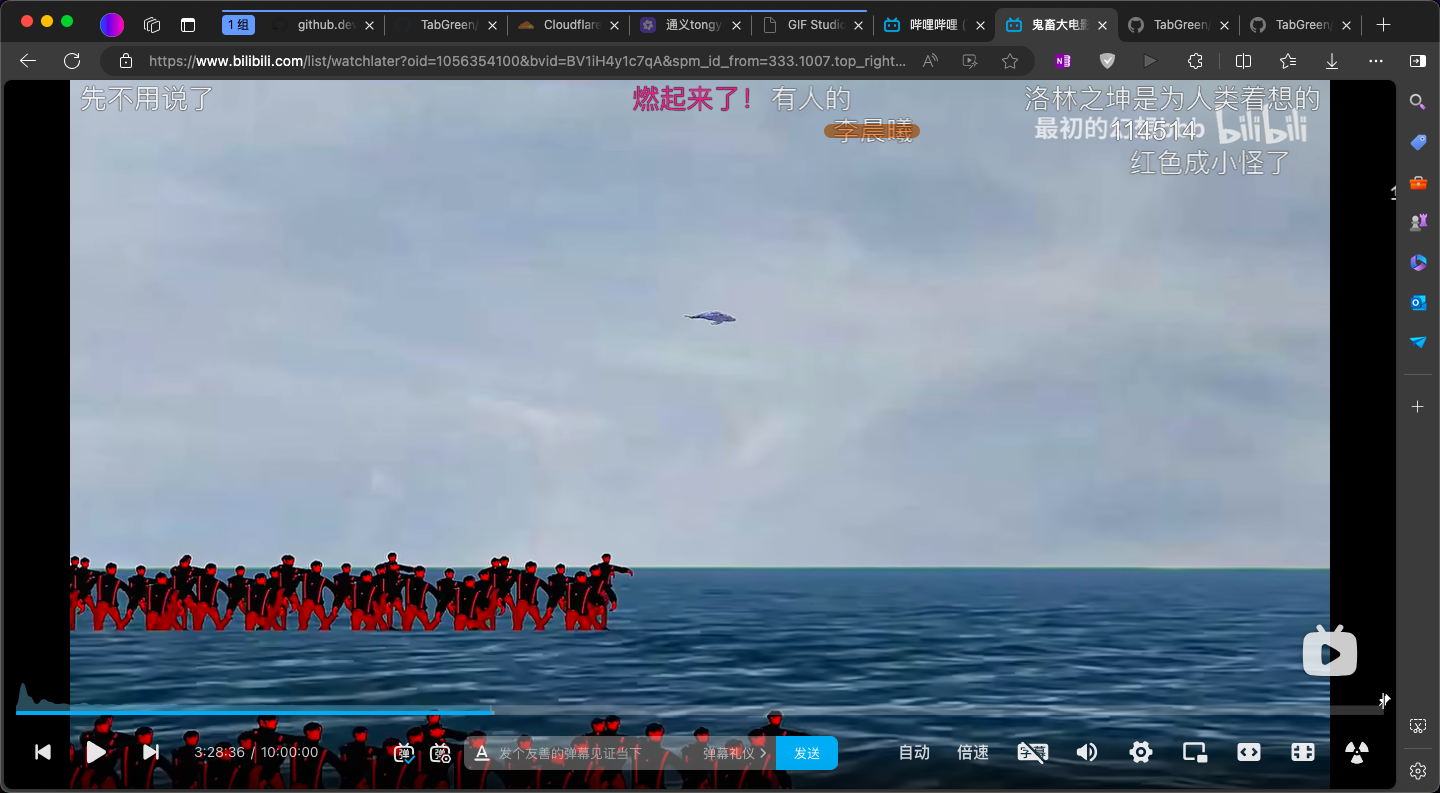 1 组
github.dev
TabGreen/
Cloudflare
通义tongy
GIF Studio
哔哩哔哩 (
鬼畜大电影
TabGreen/
TabGreen/
https://www.bilibili.com/list/watchlater?oid=1056354100&bvid=BV1iH4y1c7qA&spm_id_from=333.1007.top_right...
先不用说了
燃起来了！
有人的
洛林之坤是为人类着想的
李晨曦
114514
bilibili
红色成小怪了
3:28:36 / 10:00:00
发个友善的弹幕见证当下
弹幕礼仪
发送
自动
倍速
字幕